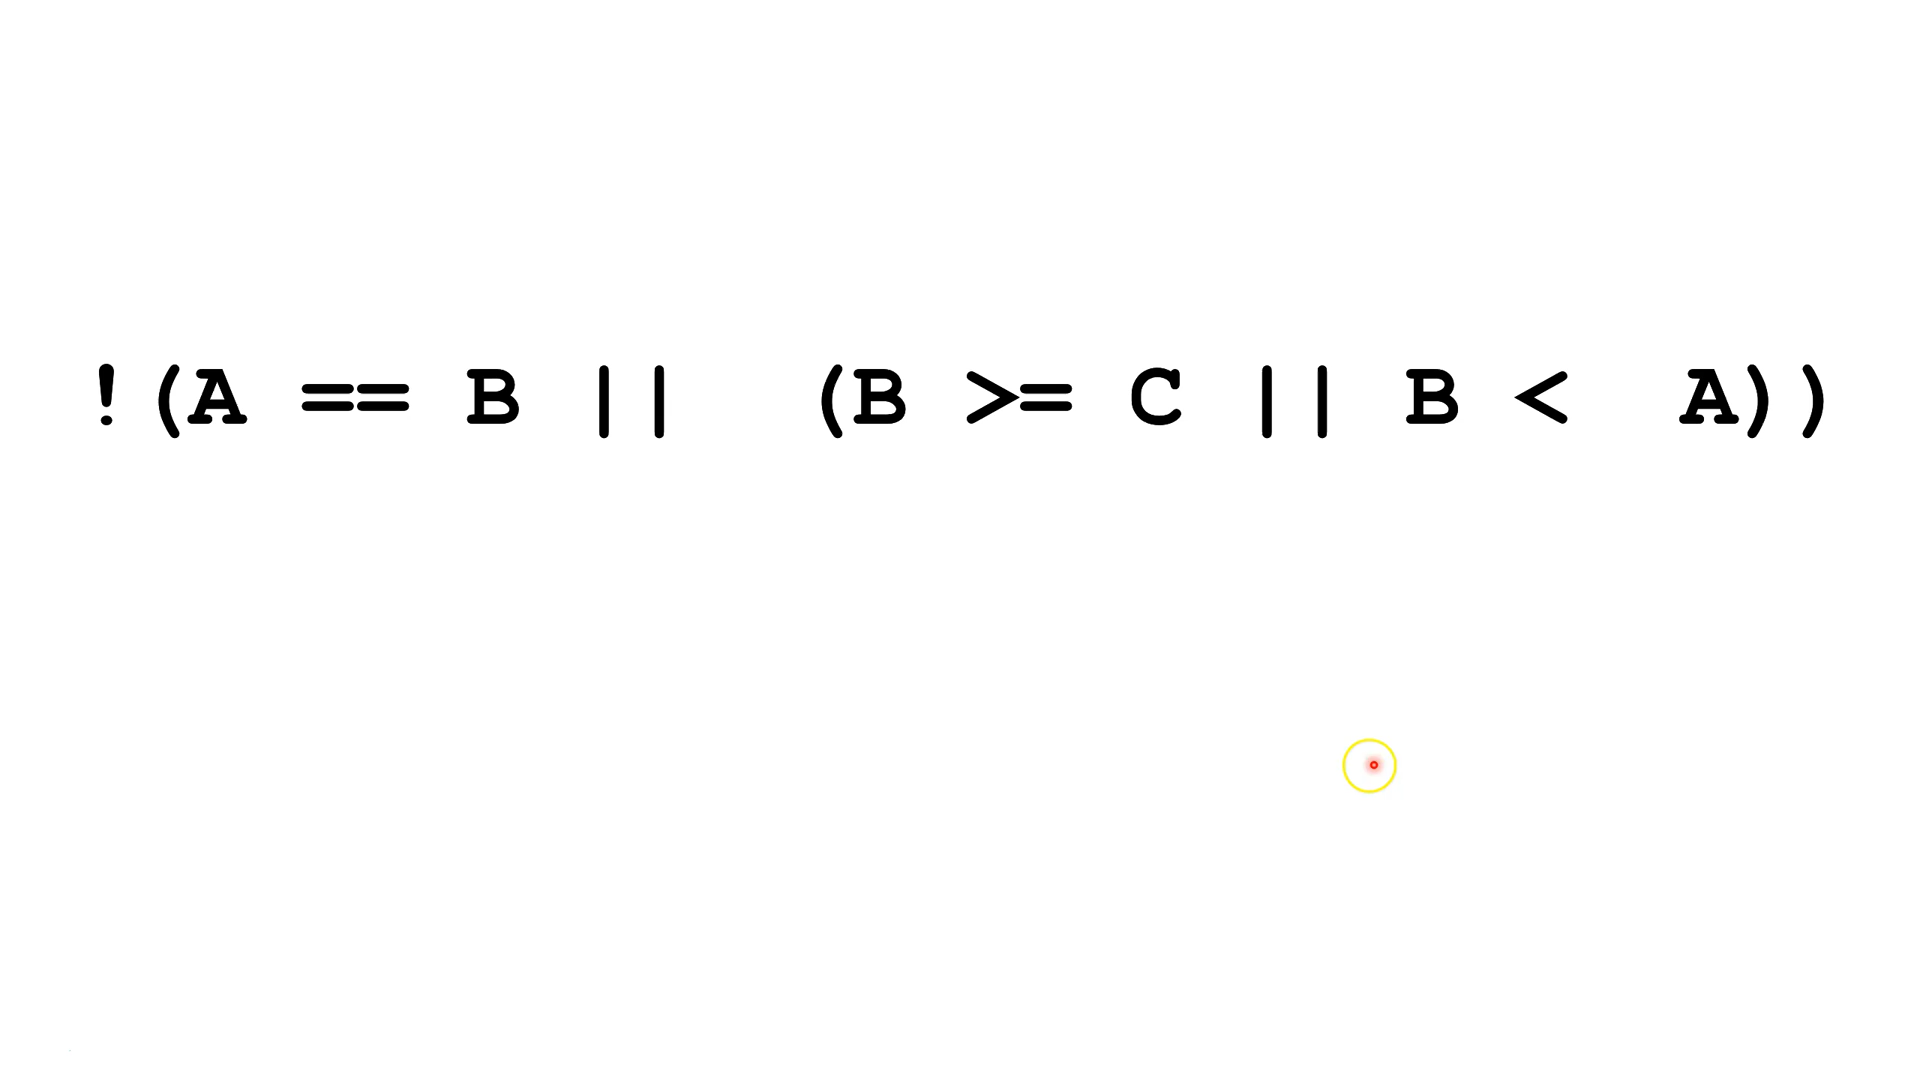 !(A == B ||  (B >= C || B <  A))